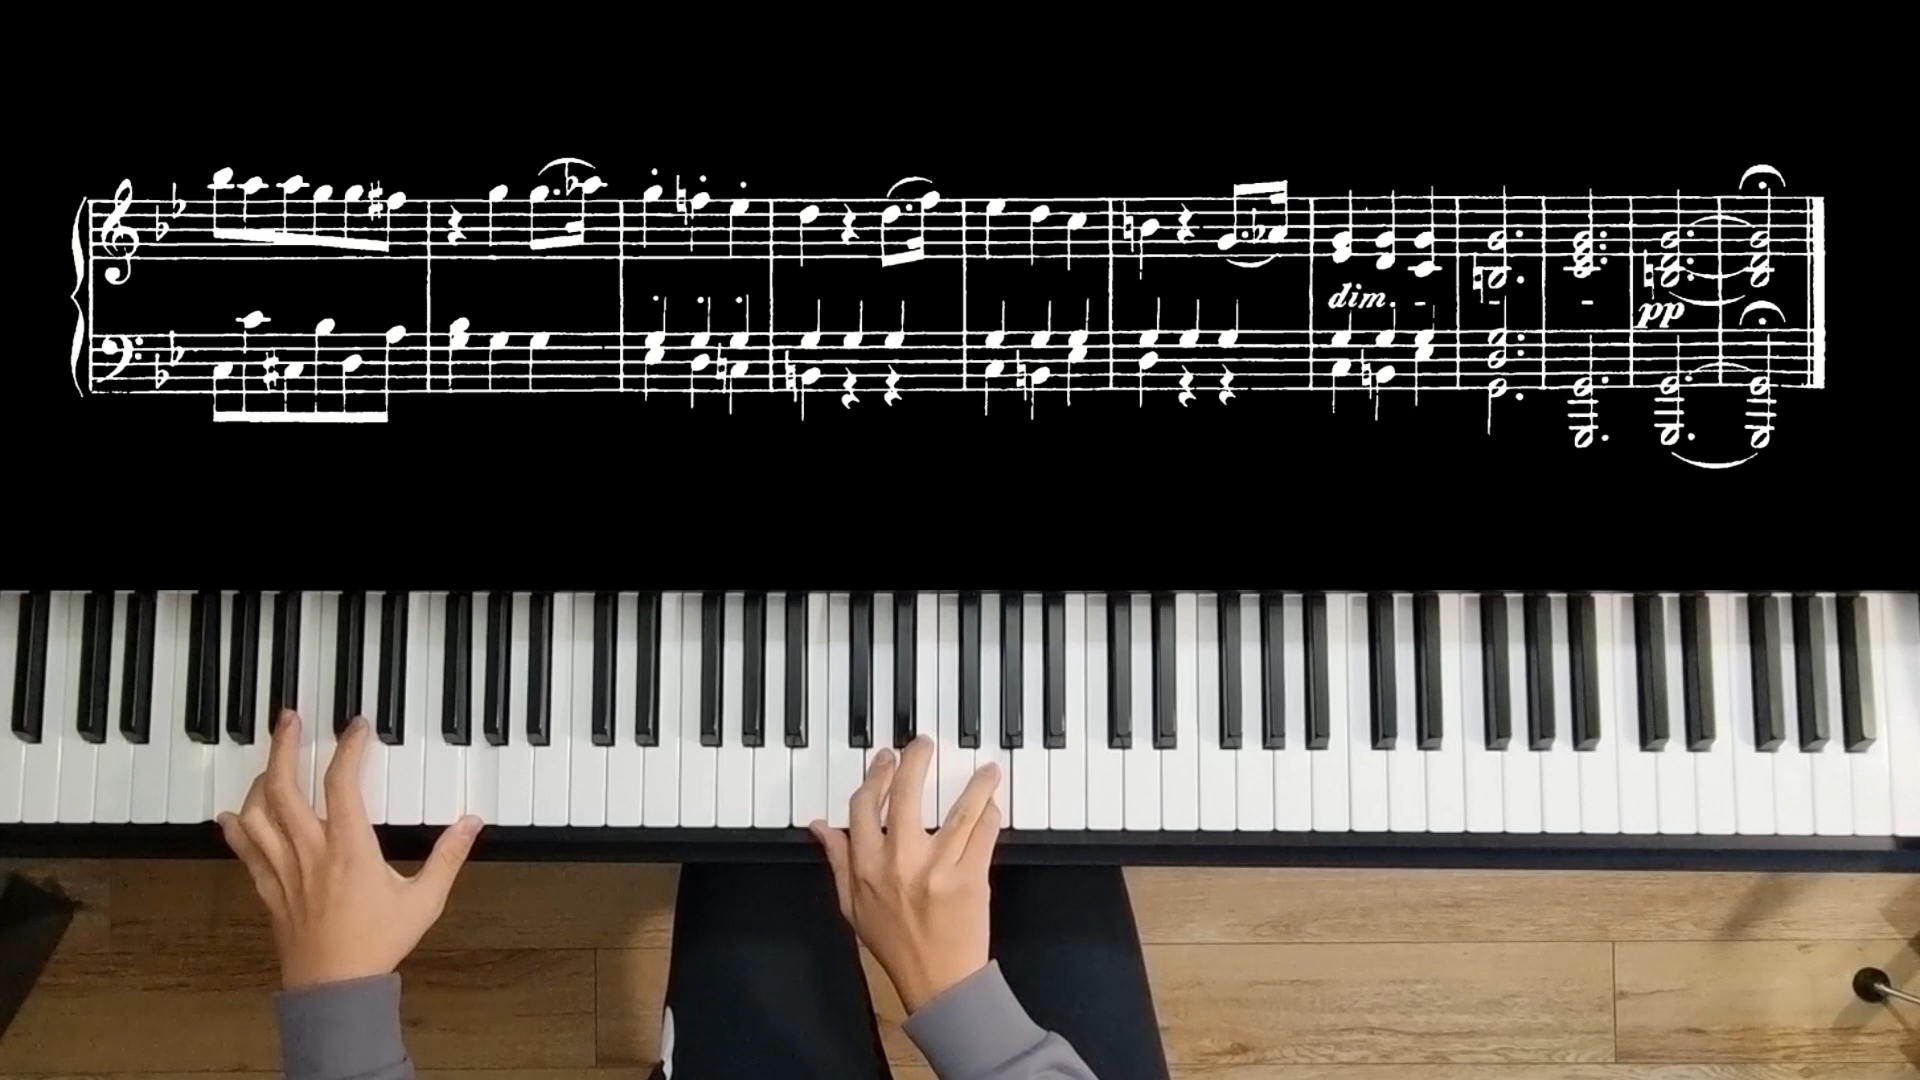 dim. - - -
pp